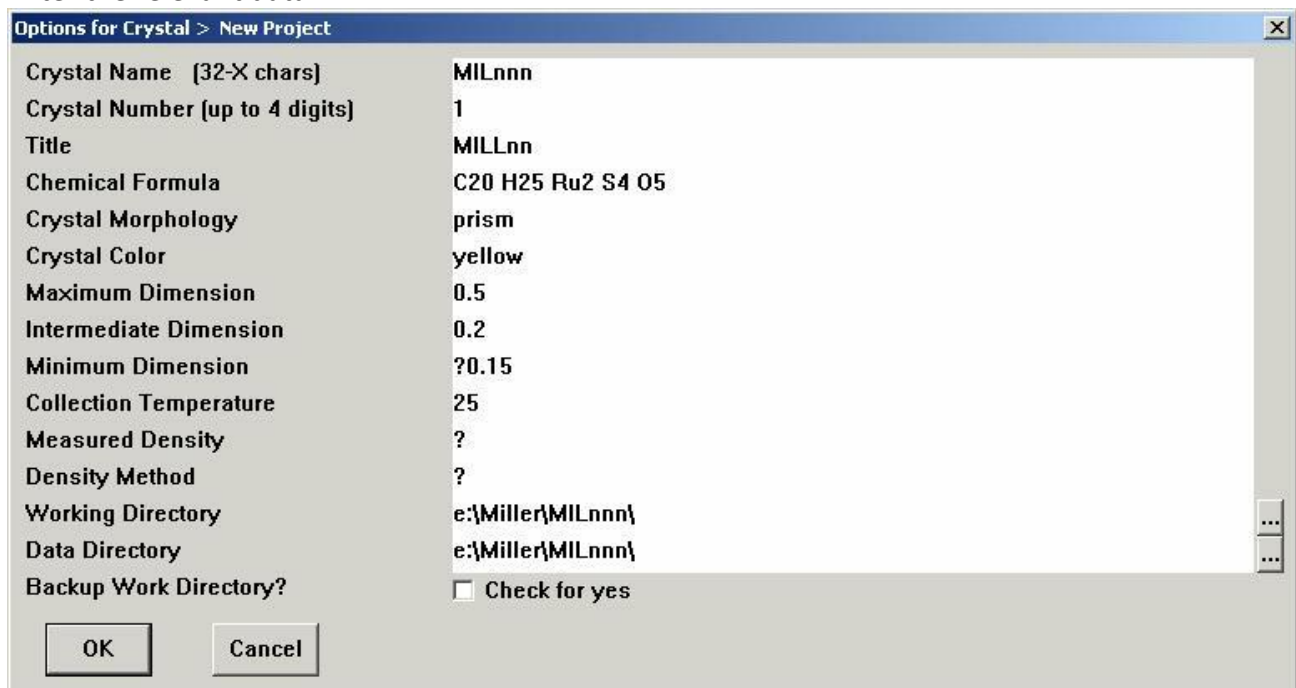 Options for Crystal > New Project
Crystal Name (32-X chars) MILnnn
Crystal Number (up to 4 digits) 1
Title MILLnn
Chemical Formula C20 H25 Ru2 S4 O5
Crystal Morphology prism
Crystal Color yellow
Maximum Dimension 0.5
Intermediate Dimension 0.2
Minimum Dimension ?0.15
Collection Temperature 25
Measured Density ?
Density Method ?
Working Directory e:\Miller\MILnnn\ ...
Data Directory e:\Miller\MILnnn\ ...
Backup Work Directory? Check for yes
OK Cancel